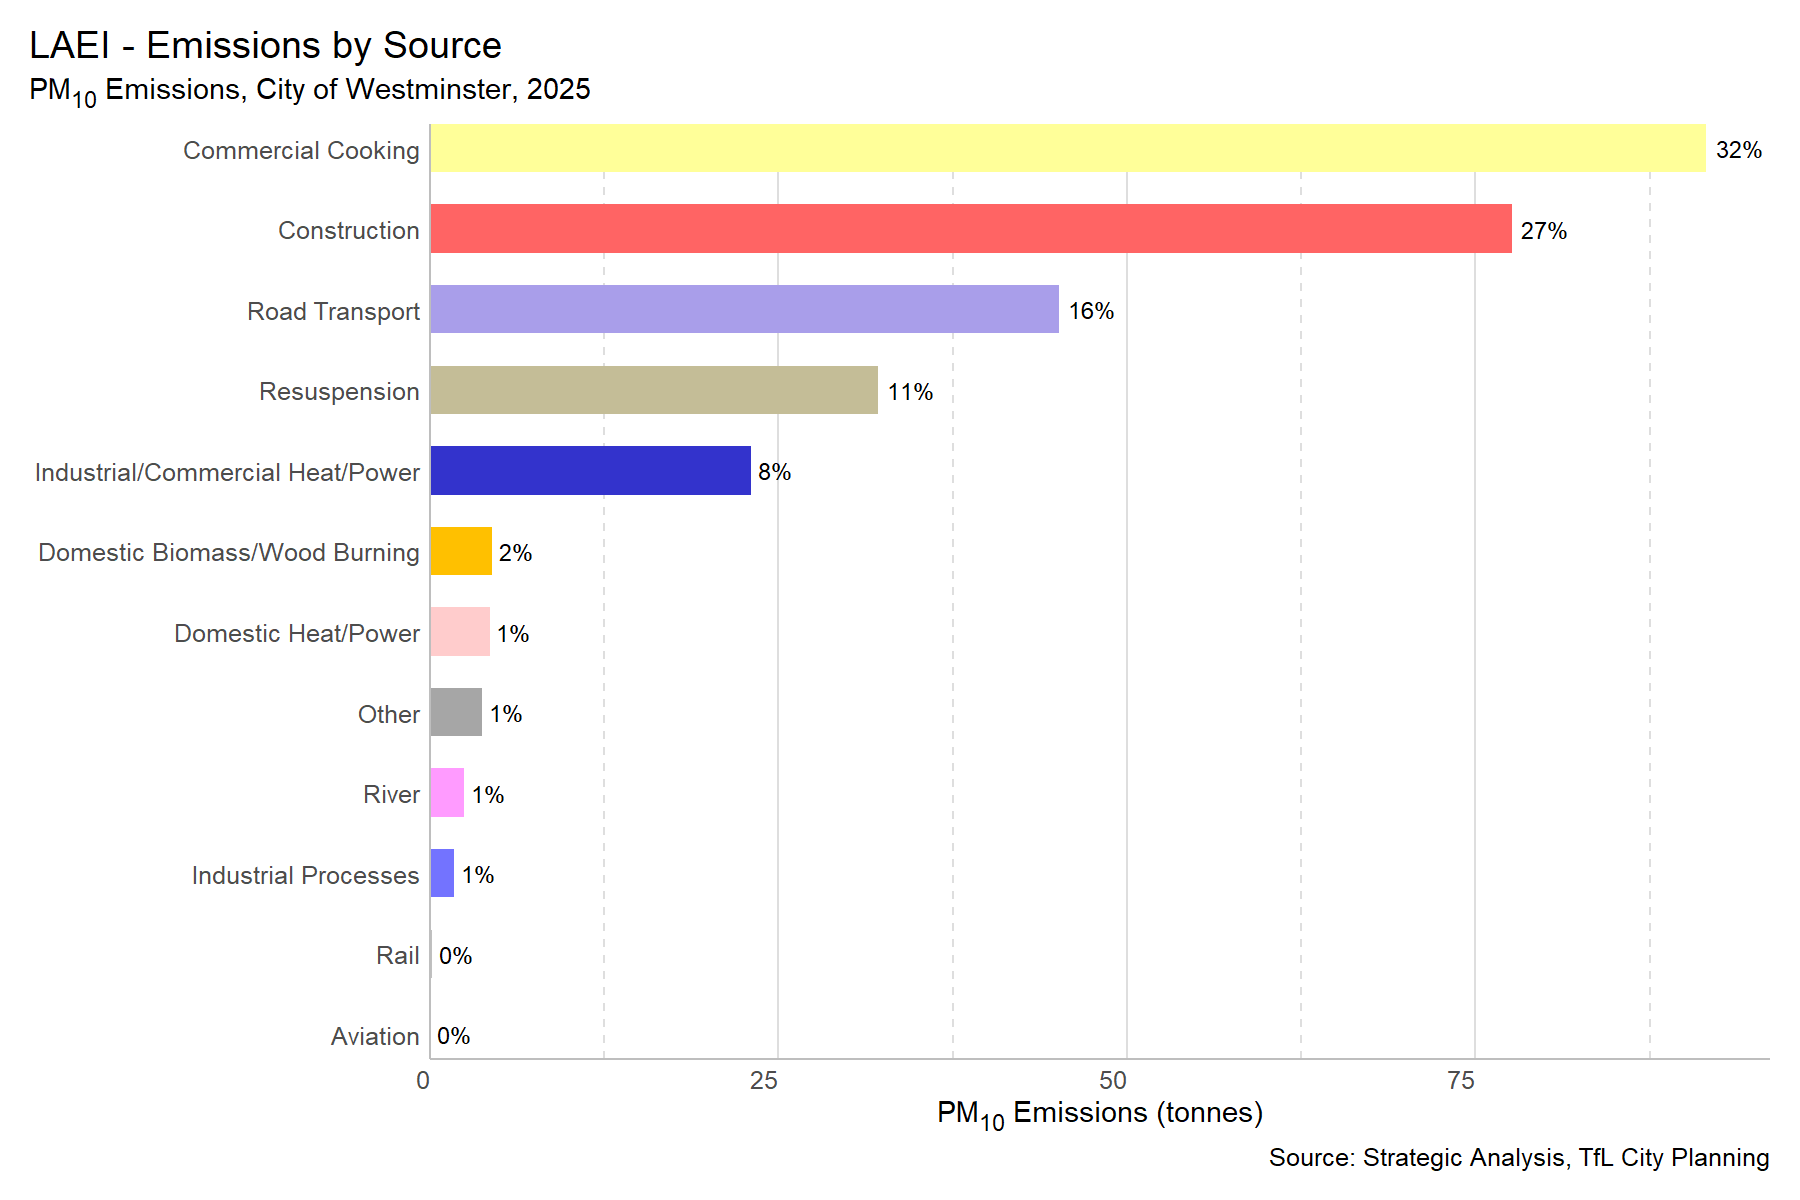 LAEI - Emissions by Source
PM10 Emissions, City of Westminster, 2025
Commercial Cooking 32%
Construction 27%
Road Transport 16%
Resuspension 11%
Industrial/Commercial Heat/Power 8%
Domestic Biomass/Wood Burning 2%
Domestic Heat/Power 1%
Other 1%
River 1%
Industrial Processes 1%
Rail 0%
Aviation 0%
0 25 50 75
PM10 Emissions (tonnes)
Source: Strategic Analysis, TfL City Planning